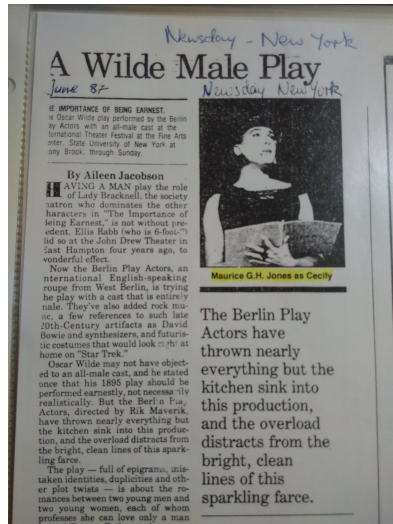 Newsday - New York
A Wilde Male Play
June 87
Newsday New York
E IMPORTANCE OF BEING EARNEST.
Oscar Wilde play performed by the Berlin
ay Actors with an all-male cast at the
ternational Theater Festival at the Fine Arts
enter, State University of New York at
ony Brook, through Sunday.
By Aileen Jacobson
HAVING A MAN play the role
of Lady Bracknell, the society
matron who dominates the other
haracters in "The Importance of
Being Earnest," is not without pre-
edent. Ellis Rabb (who is 6-foot-
did so at the John Drew Theater in
East Hampton four years ago, to
wonderful effect.
Now the Berlin Play Actors, an
nternational English-speaking
roupe from West Berlin, is trying
he play with a cast that is entirely
male. They've also added rock mu-
ic, a few references to such late
20th-Century artifacts as David
Bowie and synthesizers, and futuris-
tic costumes that would look right at
home on "Star Trek."
Oscar Wilde may not have object-
ed to an all-male cast, and he stated
once that his 1895 play should be
performed earnestly, not necessarily
realistically. But the Berlin Play
Actors, directed by Rik Maverik,
have thrown nearly everything but
the kitchen sink into this produc-
tion, and the overload distracts from
the bright, clean lines of this spark-
ling farce.
The play — full of epigrams, mis-
taken identities, duplicities and oth-
er plot twists — is about the ro-
mances between two young men and
two young women, each of whom
professes she can love only a man
Maurice G.H. Jones as Cecily
The Berlin Play
Actors have
thrown nearly
everything but the
kitchen sink into
this production,
and the overload
distracts from the
bright, clean
lines of this
sparkling farce.